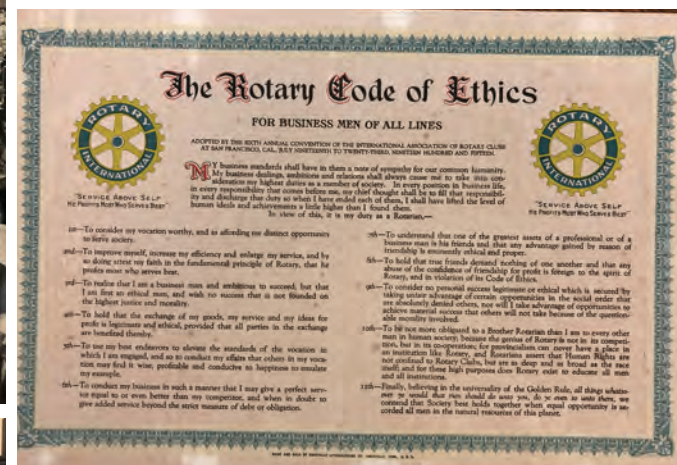 The Rotary Code of Ethics
FOR BUSINESS MEN OF ALL LINES
ROTARY
INTERNATIONAL
"SERVICE ABOVE SELF
HE PROFITS MOST WHO SERVES BEST"
ADOPTED BY THE SIXTH ANNUAL CONVENTION OF THE INTERNATIONAL ASSOCIATION OF ROTARY CLUBS
AT SAN FRANCISCO, CAL., JULY NINETEENTH TO TWENTY-THIRD, NINETEEN HUNDRED AND FIFTEEN.
MY business standards shall have in them a note of sympathy for our common humanity.
My business dealings, ambitions and relations shall always cause me to take into con-
sideration my highest duties as a member of society. In every position in business life,
in every responsibility that comes before me, my chief thought shall be to fill that responsibil-
ity and discharge that duty so when I have ended each of them, I shall have lifted the level of
human ideals and achievements a little higher than I found them.
In view of this, it is my duty as a Rotarian,—
ROTARY
INTERNATIONAL
"SERVICE ABOVE SELF
HE PROFITS MOST WHO SERVES BEST"
1st—To consider my vocation worthy, and as affording me distinct opportunity
to serve society.
2nd—To improve myself, increase my efficiency and enlarge my service, and by
so doing attest my faith in the fundamental principle of Rotary, that he
profits most who serves best.
3rd—To realize that I am a business man and ambitious to succeed; but that
I am first an ethical man, and wish no success that is not founded on
the highest justice and morality.
4th—To hold that the exchange of my goods, my service and my ideas for
profit is legitimate and ethical, provided that all parties in the exchange
are benefited thereby.
5th—To use my best endeavors to elevate the standards of the vocation in
which I am engaged, and so to conduct my affairs that others in my voca-
tion may find it wise, profitable and conducive to happiness to emulate
my example.
6th—To conduct my business in such a manner that I may give a perfect serv-
ice equal to or even better than my competitor, and when in doubt to
give added service beyond the strict measure of debt or obligation.
7th—To understand that one of the greatest assets of a professional or of a
business man is his friends and that any advantage gained by reason of
friendship is eminently ethical and proper.
8th—To hold that true friends demand nothing of one another and that any
abuse of the confidence of friendship for profit is foreign to the spirit of
Rotary, and in violation of its Code of Ethics.
9th—To consider no personal success legitimate or ethical which is secured by
taking unfair advantage of certain opportunities in the social order that
are absolutely denied others, nor will I take advantage of opportunities to
achieve material success that others will not take because of the question-
able morality involved.
10th—To be not more obligated to a Brother Rotarian than I am to every other
man in human society; because the genius of Rotary is not in its competi-
tion, but in its co-operation; for provincialism can never have a place in
an institution like Rotary, and Rotarians assert that Human Rights are
not confined to Rotary Clubs, but are as deep and as broad as the race
itself; and for these high purposes does Rotary exist to educate all men
and all institutions.
11th—Finally, believing in the universality of the Golden Rule, all things whatso-
ever ye would that men should do unto you, do ye even so unto them, we
contend that Society best holds together when equal opportunity is ac-
corded all men in the natural resources of this planet.